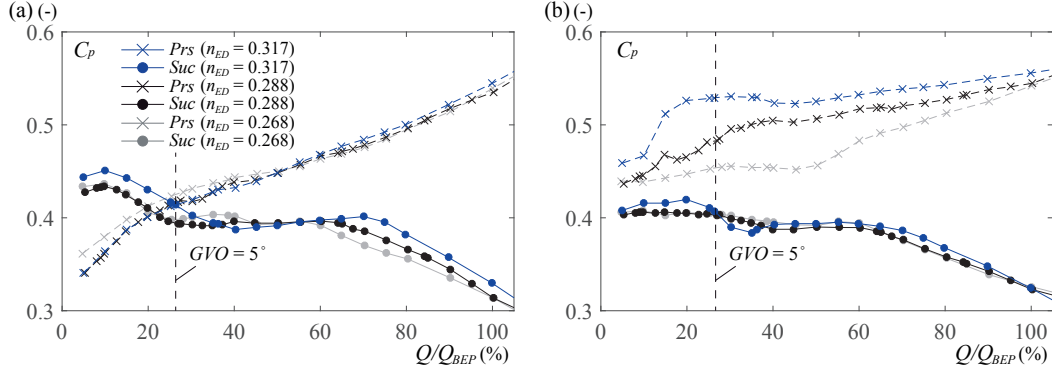 (a) (-)
0.6
0.5
0.4
0.3
C_p
Prs (n_ED = 0.317)
Suc (n_ED = 0.317)
Prs (n_ED = 0.288)
Suc (n_ED = 0.288)
Prs (n_ED = 0.268)
Suc (n_ED = 0.268)
GVO = 5°
0 20 40 60 80 100
Q/Q_BEP (%)
(b) (-)
0.6
0.5
0.4
0.3
C_p
GVO = 5°
0 20 40 60 80 100
Q/Q_BEP (%)